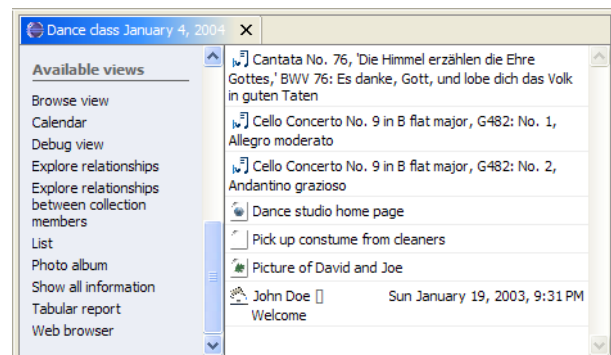 Dance class January 4, 2004
Available views
Browse view
Calendar
Debug view
Explore relationships
Explore relationships
between collection
members
List
Photo album
Show all information
Tabular report
Web browser
Cantata No. 76, 'Die Himmel erzählen die Ehre
Gottes,' BWV 76: Es danke, Gott, und lobe dich das Volk
in guten Taten
Cello Concerto No. 9 in B flat major, G482: No. 1,
Allegro moderato
Cello Concerto No. 9 in B flat major, G482: No. 2,
Andantino grazioso
Dance studio home page
Pick up constume from cleaners
Picture of David and Joe
John Doe [] Sun January 19, 2003, 9:31 PM
Welcome